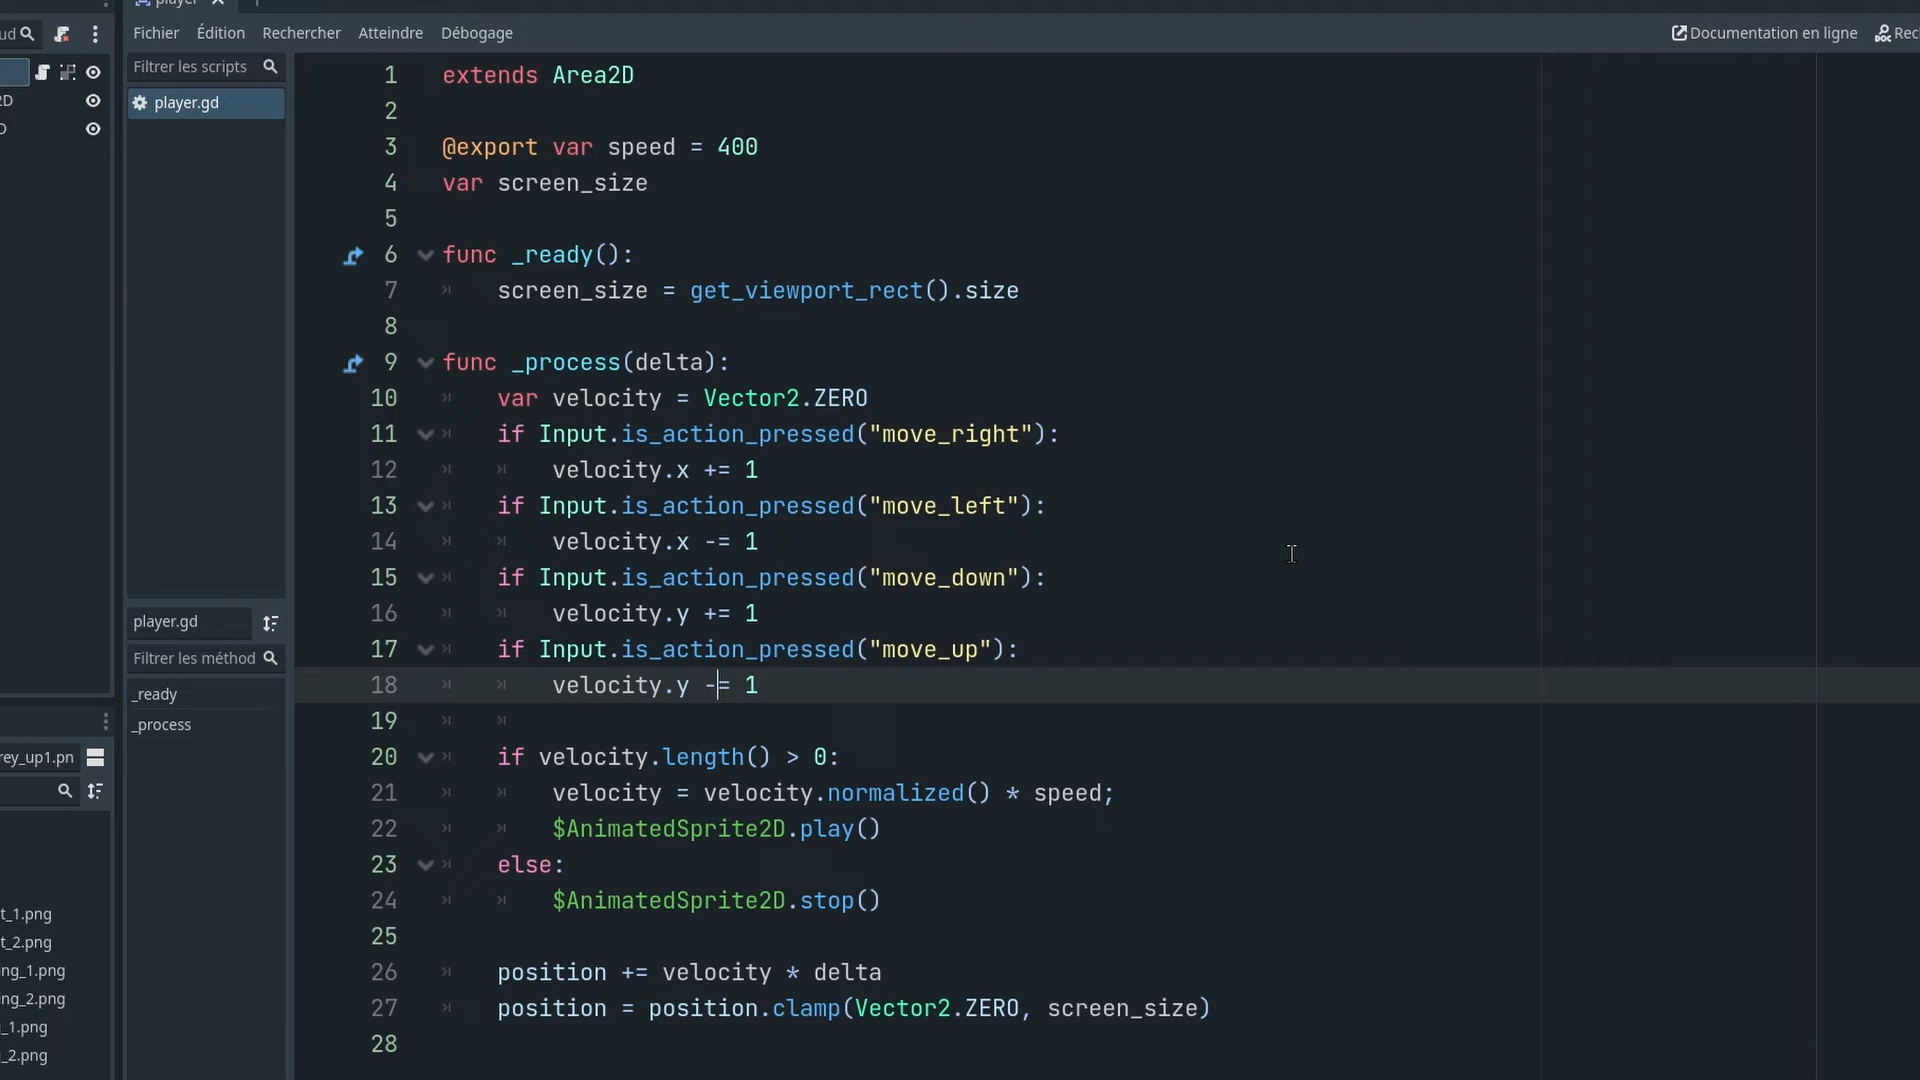 player
Fichier Édition Rechercher Atteindre Débogage Documentation en ligne
Filtrer les scripts
player.gd
1 extends Area2D
2
3 @export var speed = 400
4 var screen_size
5
6 func _ready():
7 screen_size = get_viewport_rect().size
8
9 func _process(delta):
10 var velocity = Vector2.ZERO
11 if Input.is_action_pressed("move_right"):
12 velocity.x += 1
13 if Input.is_action_pressed("move_left"):
14 velocity.x -= 1
15 if Input.is_action_pressed("move_down"):
16 velocity.y += 1
17 if Input.is_action_pressed("move_up"):
18 velocity.y -= 1
19
20 if velocity.length() > 0:
21 velocity = velocity.normalized() * speed;
22 $AnimatedSprite2D.play()
23 else:
24 $AnimatedSprite2D.stop()
25
26 position += velocity * delta
27 position = position.clamp(Vector2.ZERO, screen_size)
28
player.gd
Filtrer les méthod
_ready
_process
rey_up1.pn
t_1.png
t_2.png
ing_1.png
ing_2.png
_1.png
_2.png